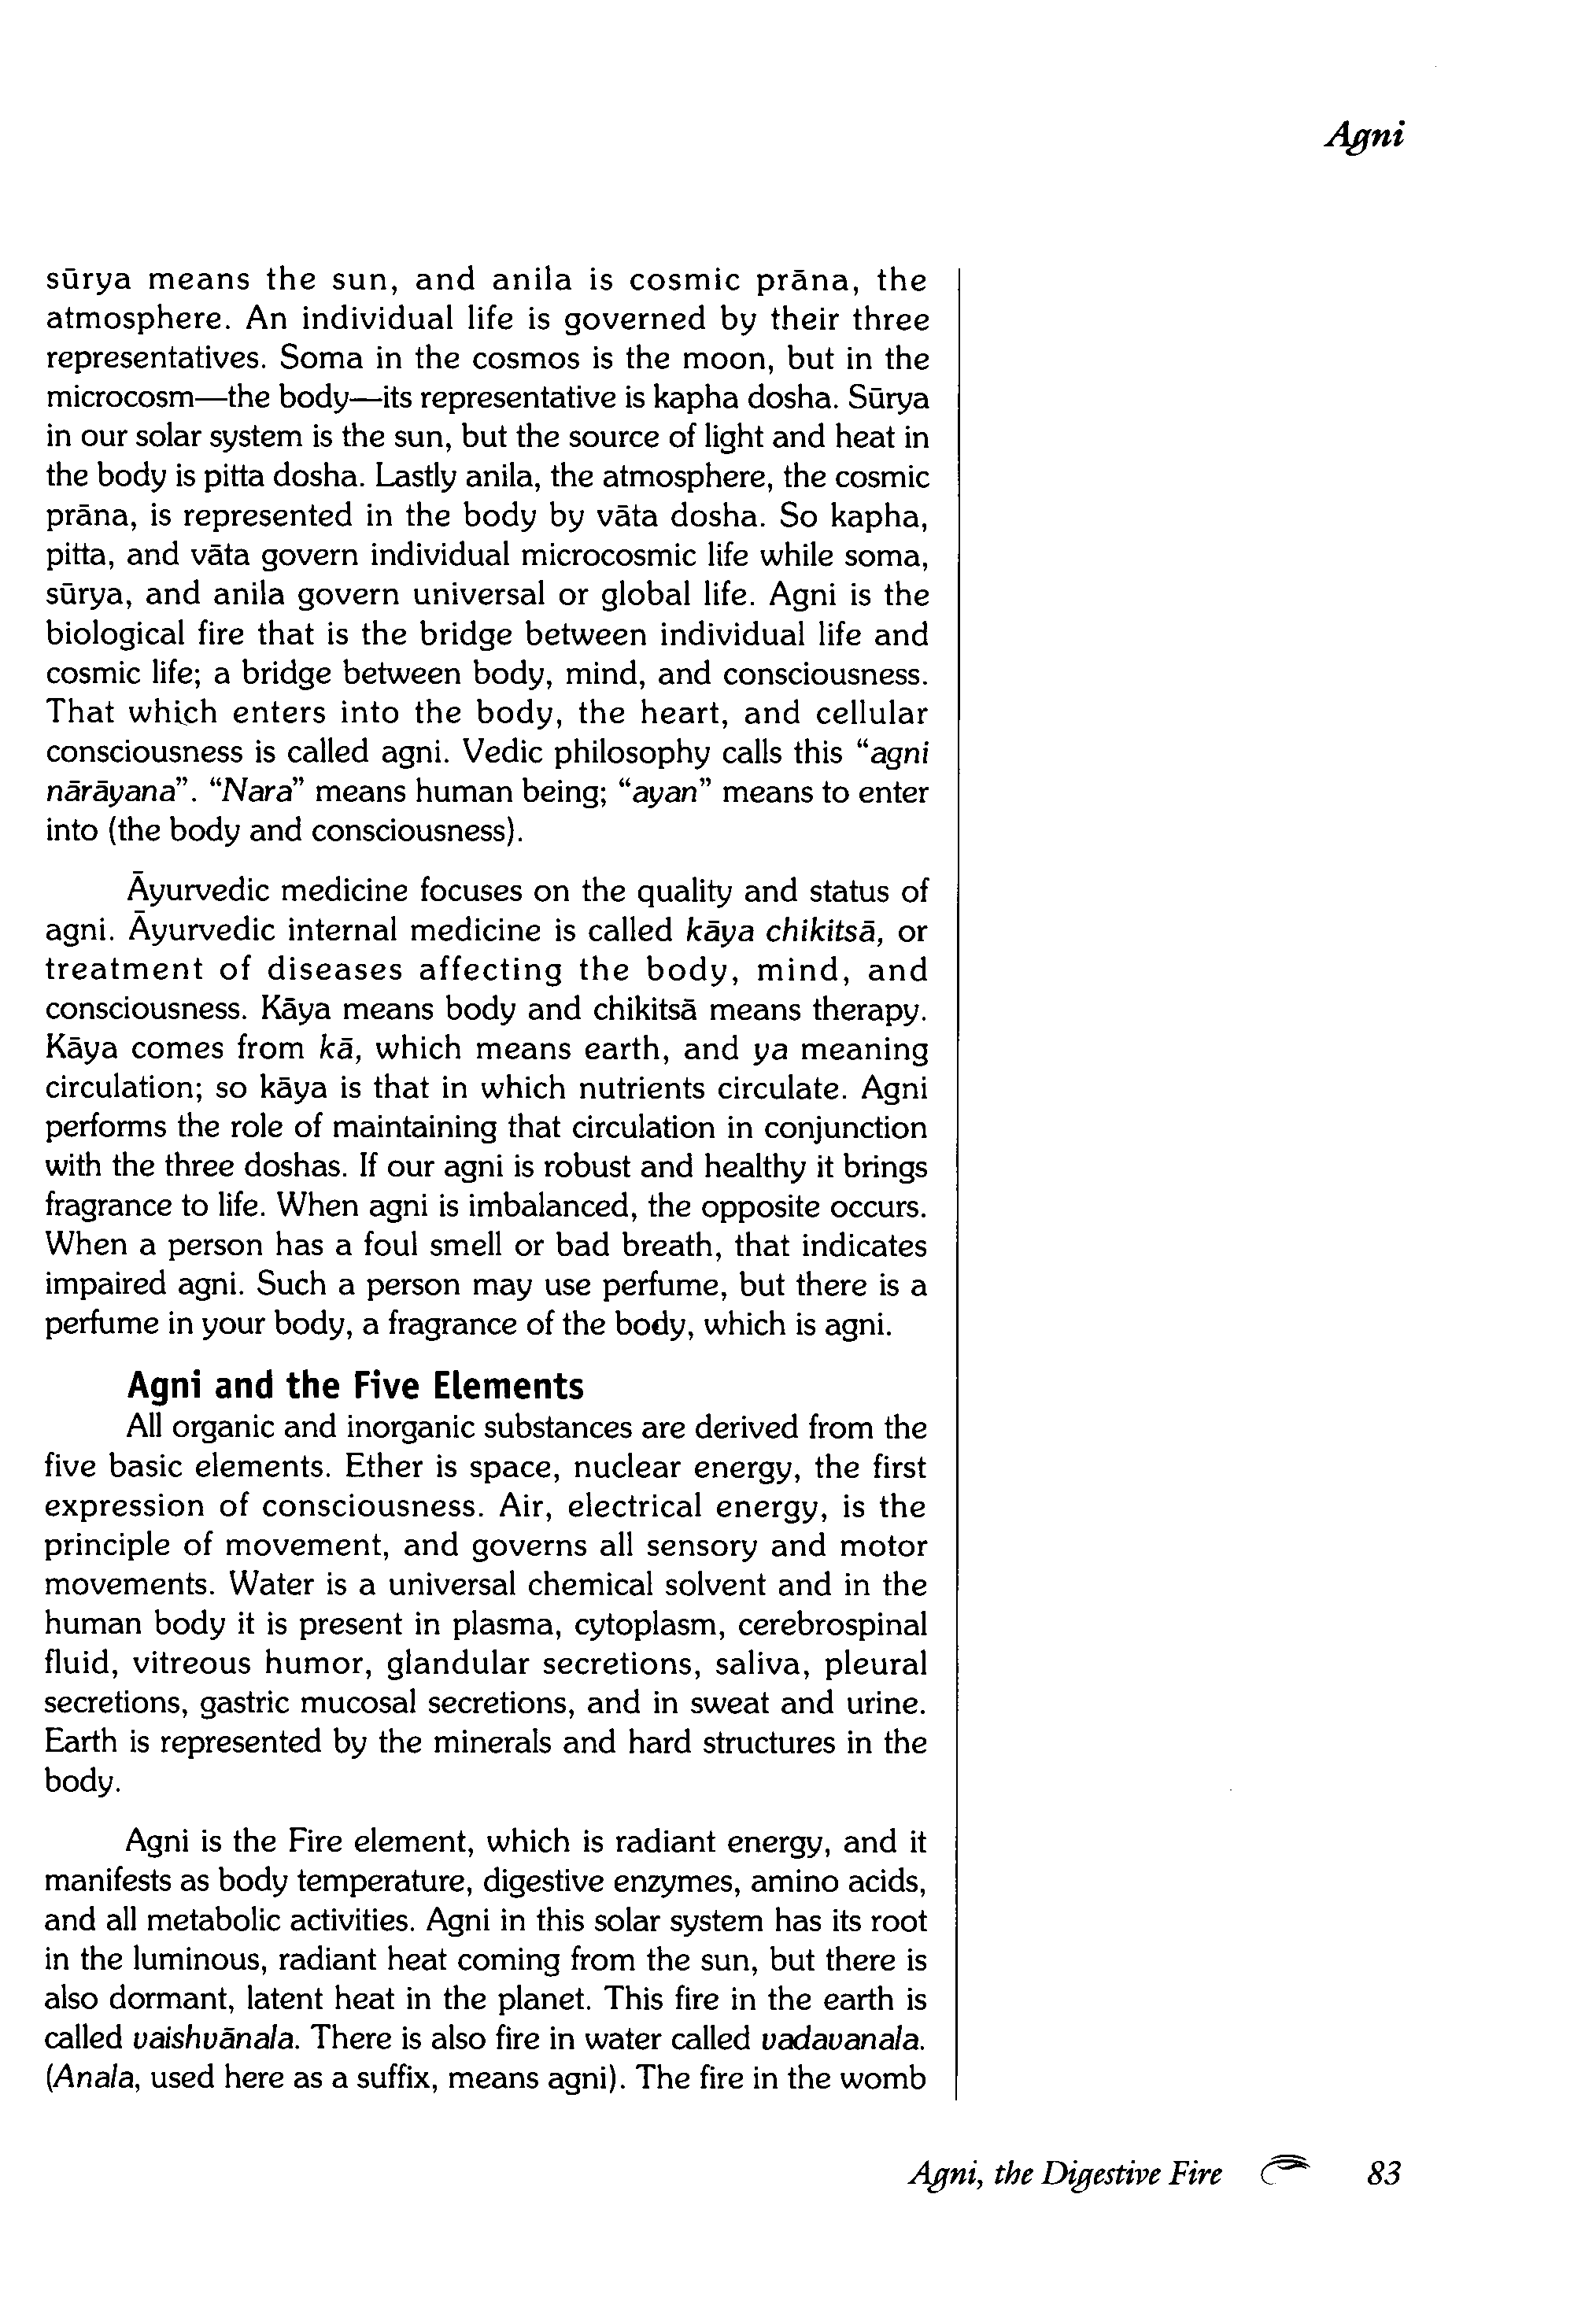 Agni
sūrya means the sun, and anila is cosmic prāna, the
atmosphere. An individual life is governed by their three
representatives. Soma in the cosmos is the moon, but in the
microcosm—the body—its representative is kapha dosha. Sūrya
in our solar system is the sun, but the source of light and heat in
the body is pitta dosha. Lastly anila, the atmosphere, the cosmic
prāna, is represented in the body by vāta dosha. So kapha,
pitta, and vāta govern individual microcosmic life while soma,
sūrya, and anila govern universal or global life. Agni is the
biological fire that is the bridge between individual life and
cosmic life; a bridge between body, mind, and consciousness.
That which enters into the body, the heart, and cellular
consciousness is called agni. Vedic philosophy calls this “agni
nārāyana”. “Nara” means human being; “ayan” means to enter
into (the body and consciousness).
Āyurvedic medicine focuses on the quality and status of
agni. Āyurvedic internal medicine is called kāya chikitsā, or
treatment of diseases affecting the body, mind, and
consciousness. Kāya means body and chikitsā means therapy.
Kāya comes from kā, which means earth, and ya meaning
circulation; so kāya is that in which nutrients circulate. Agni
performs the role of maintaining that circulation in conjunction
with the three doshas. If our agni is robust and healthy it brings
fragrance to life. When agni is imbalanced, the opposite occurs.
When a person has a foul smell or bad breath, that indicates
impaired agni. Such a person may use perfume, but there is a
perfume in your body, a fragrance of the body, which is agni.
Agni and the Five Elements
All organic and inorganic substances are derived from the
five basic elements. Ether is space, nuclear energy, the first
expression of consciousness. Air, electrical energy, is the
principle of movement, and governs all sensory and motor
movements. Water is a universal chemical solvent and in the
human body it is present in plasma, cytoplasm, cerebrospinal
fluid, vitreous humor, glandular secretions, saliva, pleural
secretions, gastric mucosal secretions, and in sweat and urine.
Earth is represented by the minerals and hard structures in the
body.
Agni is the Fire element, which is radiant energy, and it
manifests as body temperature, digestive enzymes, amino acids,
and all metabolic activities. Agni in this solar system has its root
in the luminous, radiant heat coming from the sun, but there is
also dormant, latent heat in the planet. This fire in the earth is
called vaishvānala. There is also fire in water called vadavanala.
(Anala, used here as a suffix, means agni). The fire in the womb
Agni, the Digestive Fire 83